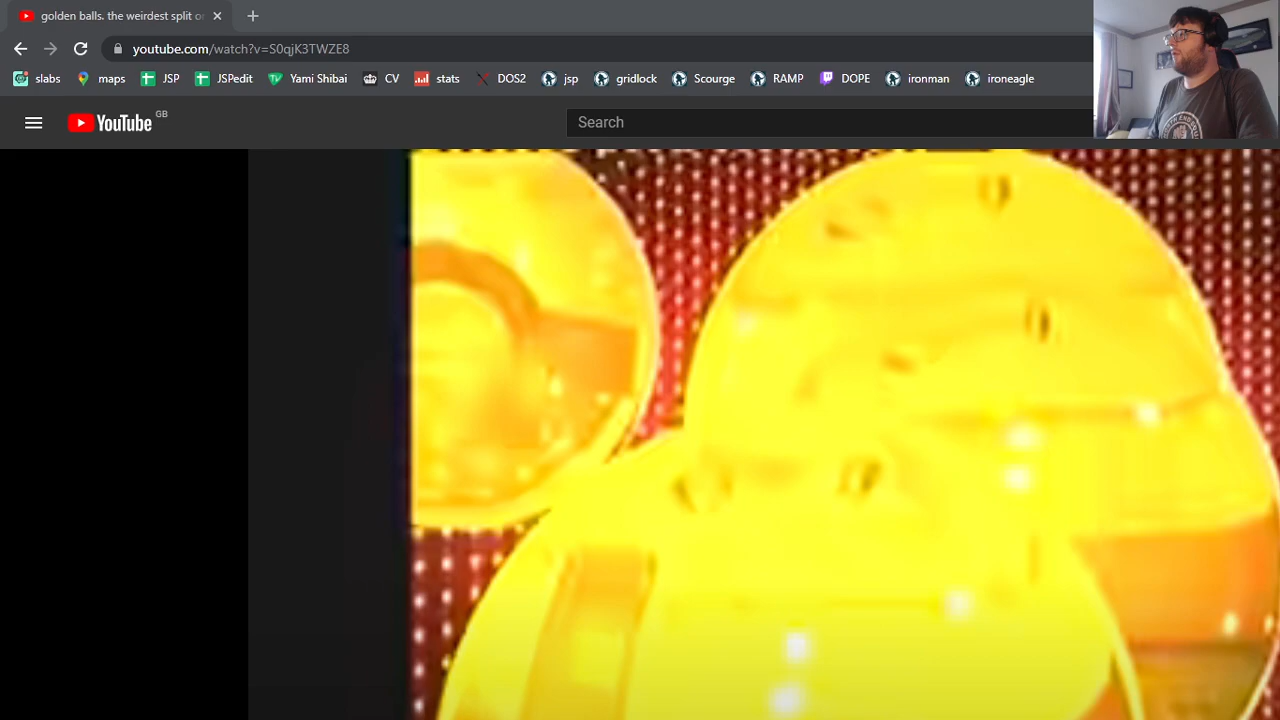 golden balls. the weirdest split or
youtube.com/watch?v=S0qjK3TWZE8
slabs maps JSP JSPedit Yami Shibai CV stats DOS2 jsp gridlock Scourge RAMP DOPE ironman ironeagle
YouTube GB Search